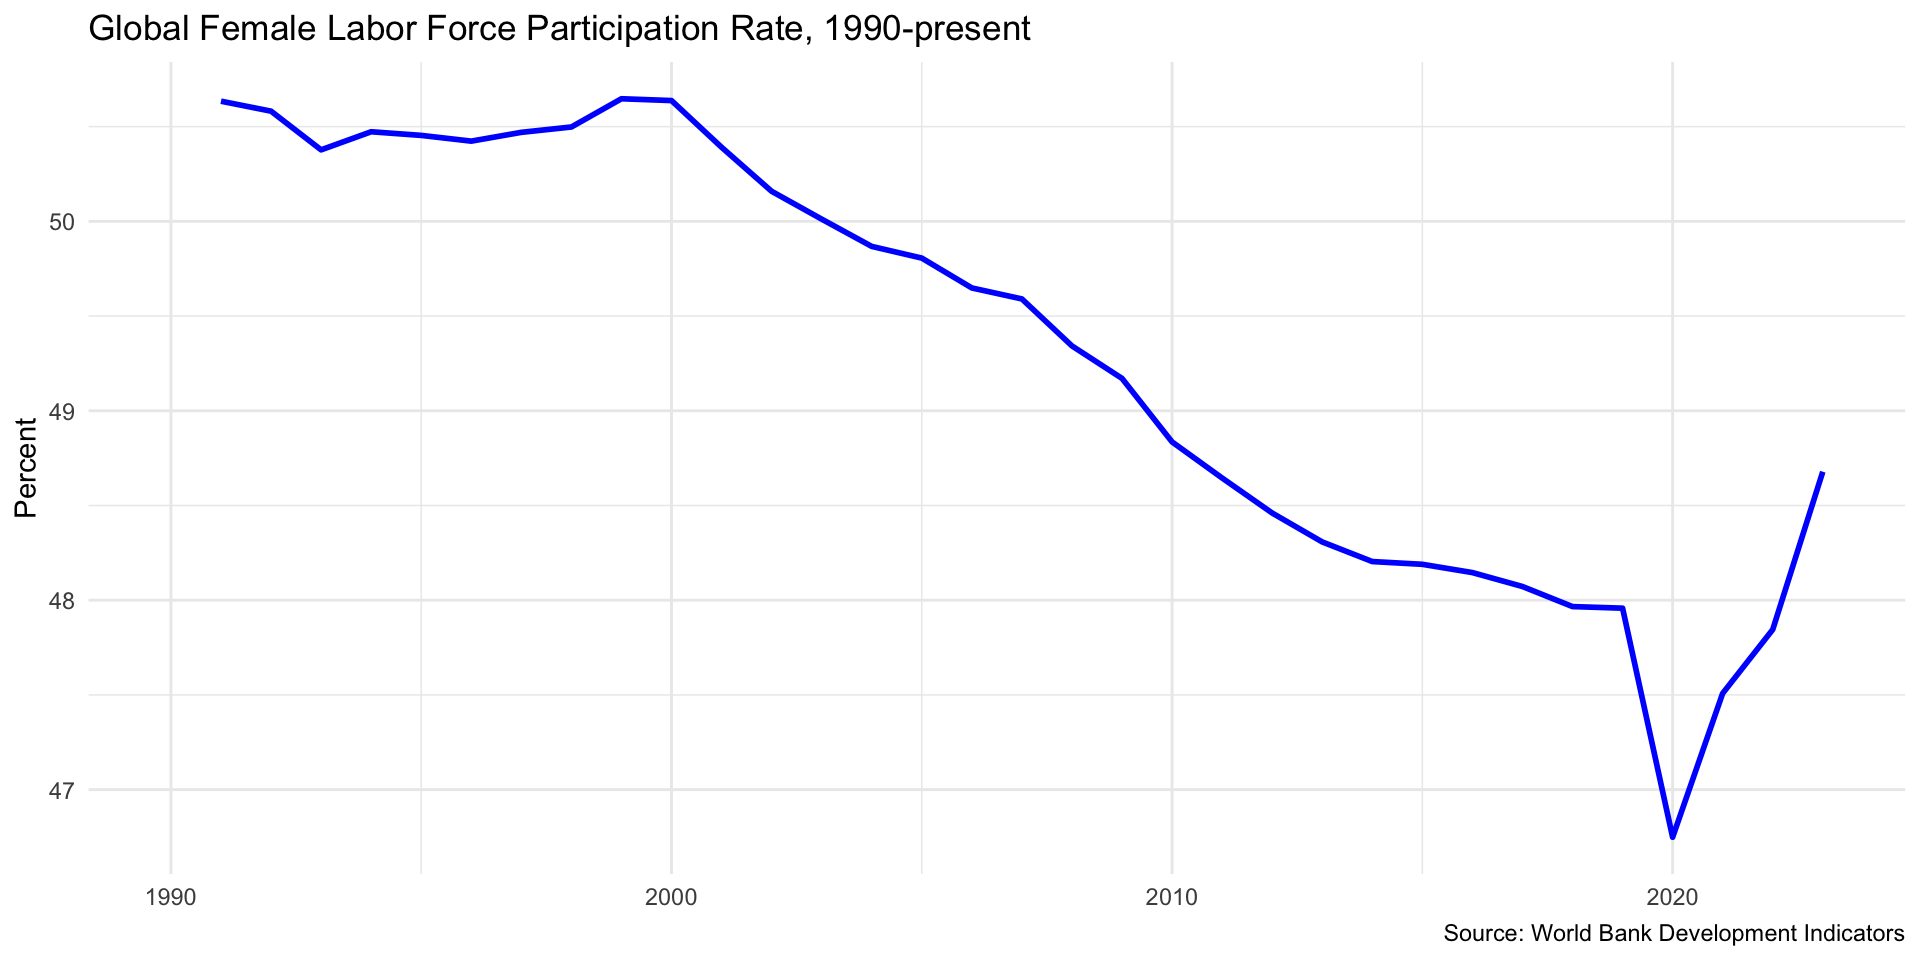 Global Female Labor Force Participation Rate, 1990-present
Percent
50
49
48
47
1990 2000 2010 2020
Source: World Bank Development Indicators